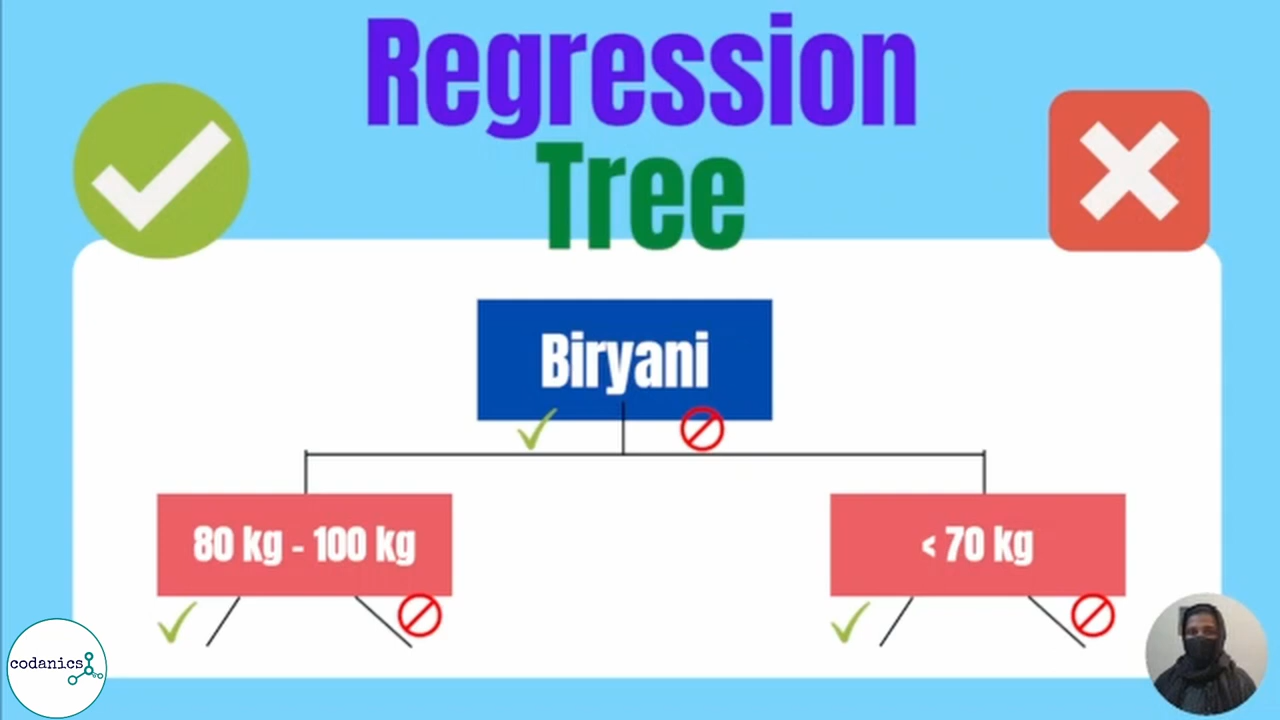 Regression
Tree
Biryani
80 kg - 100 kg
< 70 kg
codanics